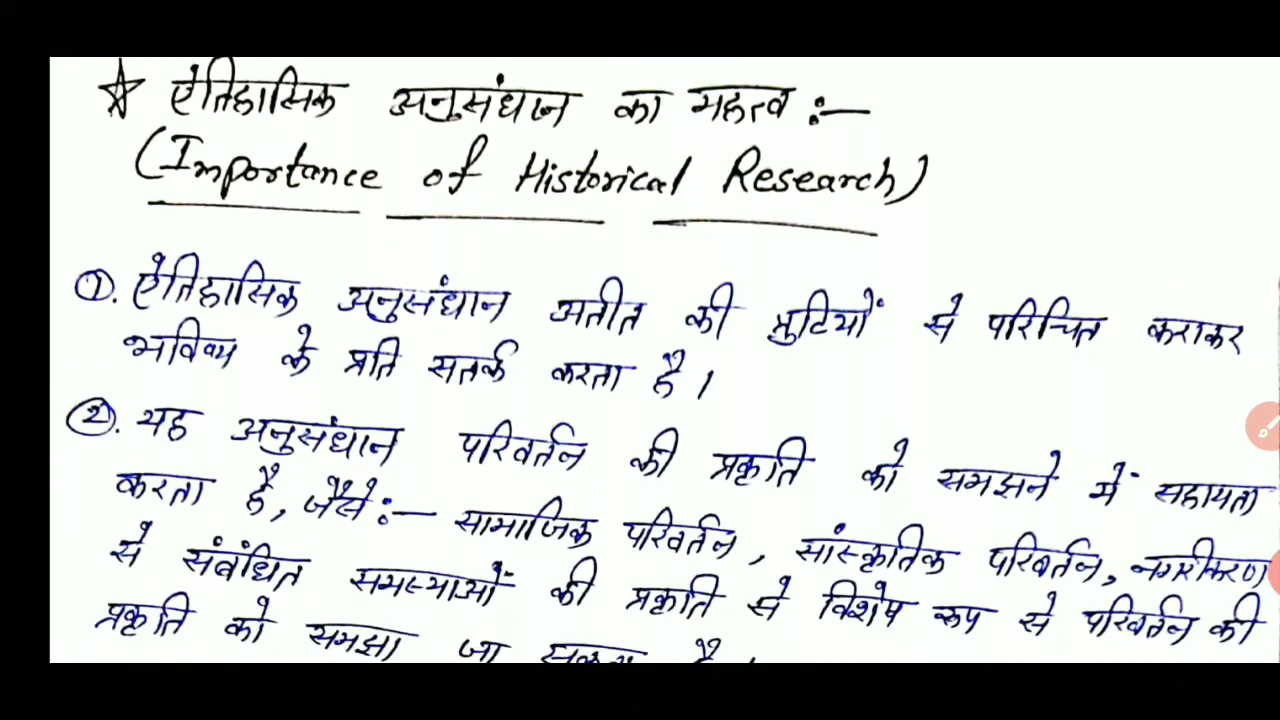 ☆ ऐतिहासिक अनुसंधान का महत्व :—
(Importance of Historical Research)
①. ऐतिहासिक अनुसंधान अतीत की त्रुटियों से परिचित कराकर
भविष्य के प्रति सतर्क करता है।
②. यह अनुसंधान परिवर्तन की प्रकृति को समझने में सहायता
करता है, जैसे:— सामाजिक परिवर्तन, सांस्कृतिक परिवर्तन, नगरीकरण
से संबंधित समस्याओं की प्रकृति से विशेष रूप से परिवर्तन की
प्रकृति को समझा जा सकता है।